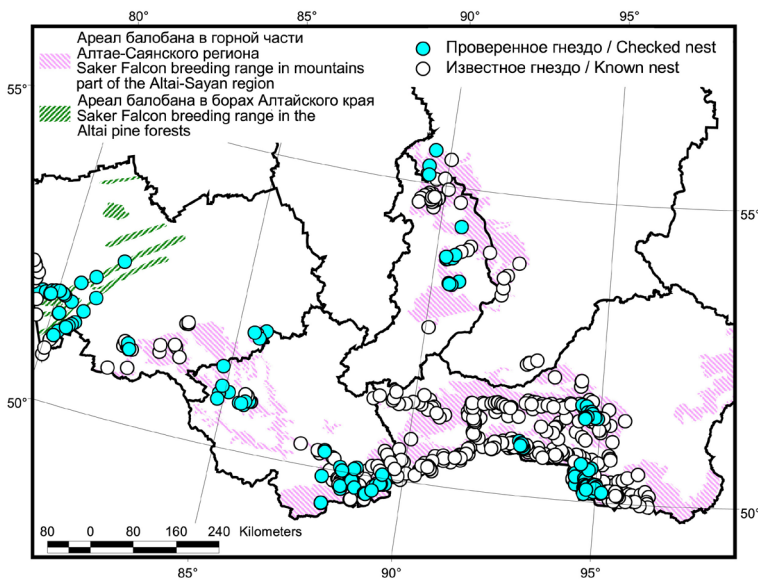 80°
85°
90°
95°
Ареал балобана в горной части
Алтае-Саянского региона
Saker Falcon breeding range in mountains
part of the Altai-Sayan region
Ареал балобана в борах Алтайского края
Saker Falcon breeding range in the
Altai pine forests
Проверенное гнездо / Checked nest
Известное гнездо / Known nest
55°
55°
50°
50°
80 0 80 160 240 Kilometers
85°
90°
95°